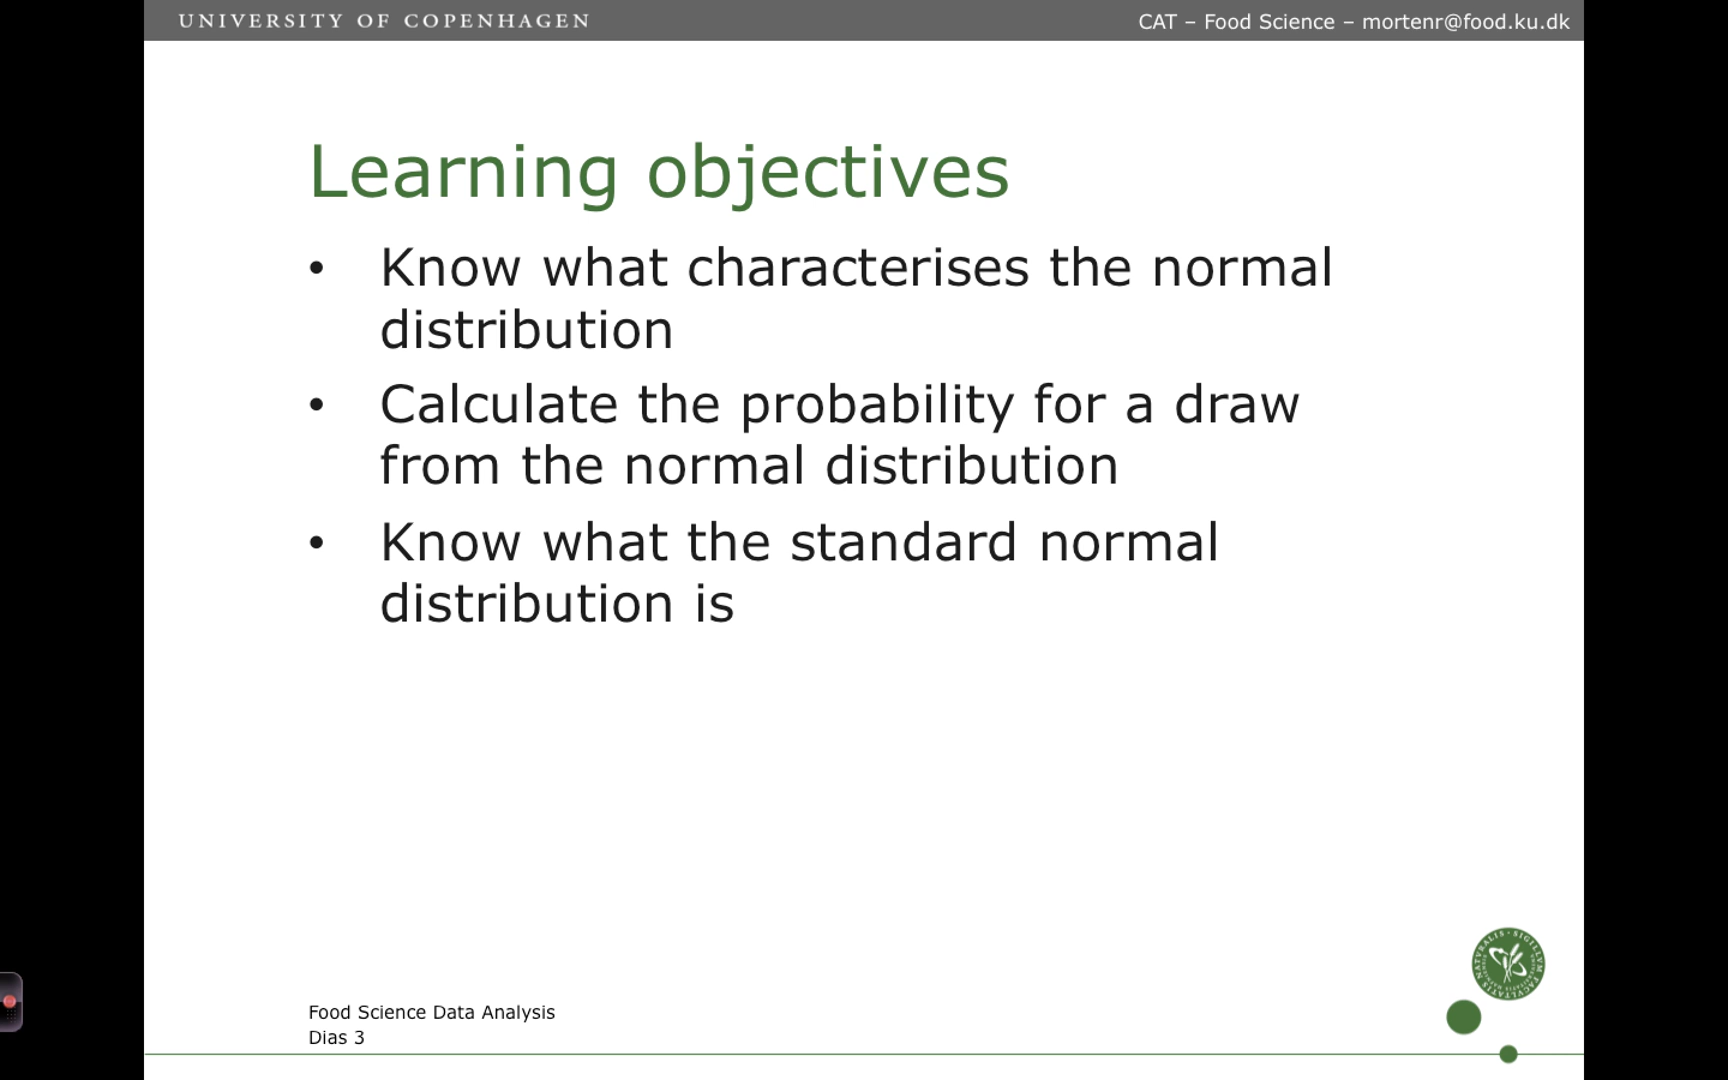 UNIVERSITY OF COPENHAGEN
CAT – Food Science – mortenr@food.ku.dk
Learning objectives
• Know what characterises the normal
distribution
• Calculate the probability for a draw
from the normal distribution
• Know what the standard normal
distribution is
Food Science Data Analysis
Dias 3